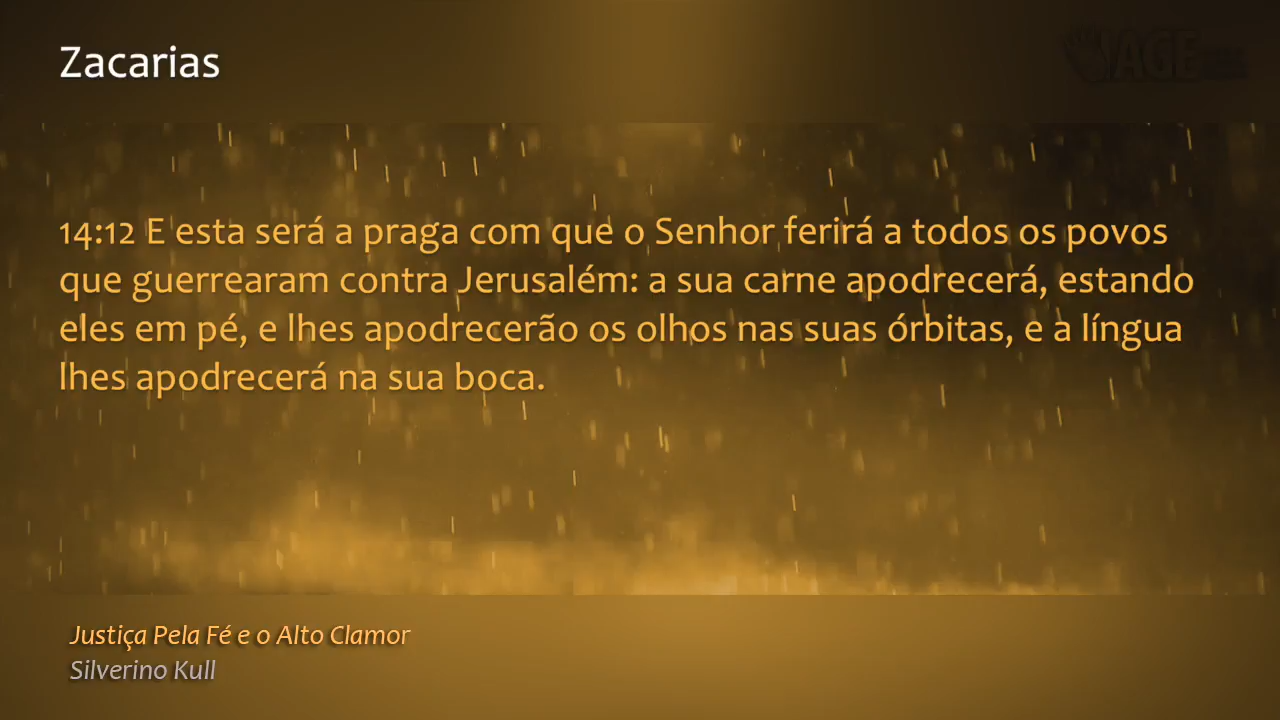 Zacarias
AGE
14:12 E esta será a praga com que o Senhor ferirá a todos os povos
que guerrearam contra Jerusalém: a sua carne apodrecerá, estando
eles em pé, e lhes apodrecerão os olhos nas suas órbitas, e a língua
lhes apodrecerá na sua boca.
Justiça Pela Fé e o Alto Clamor
Silverino Kull